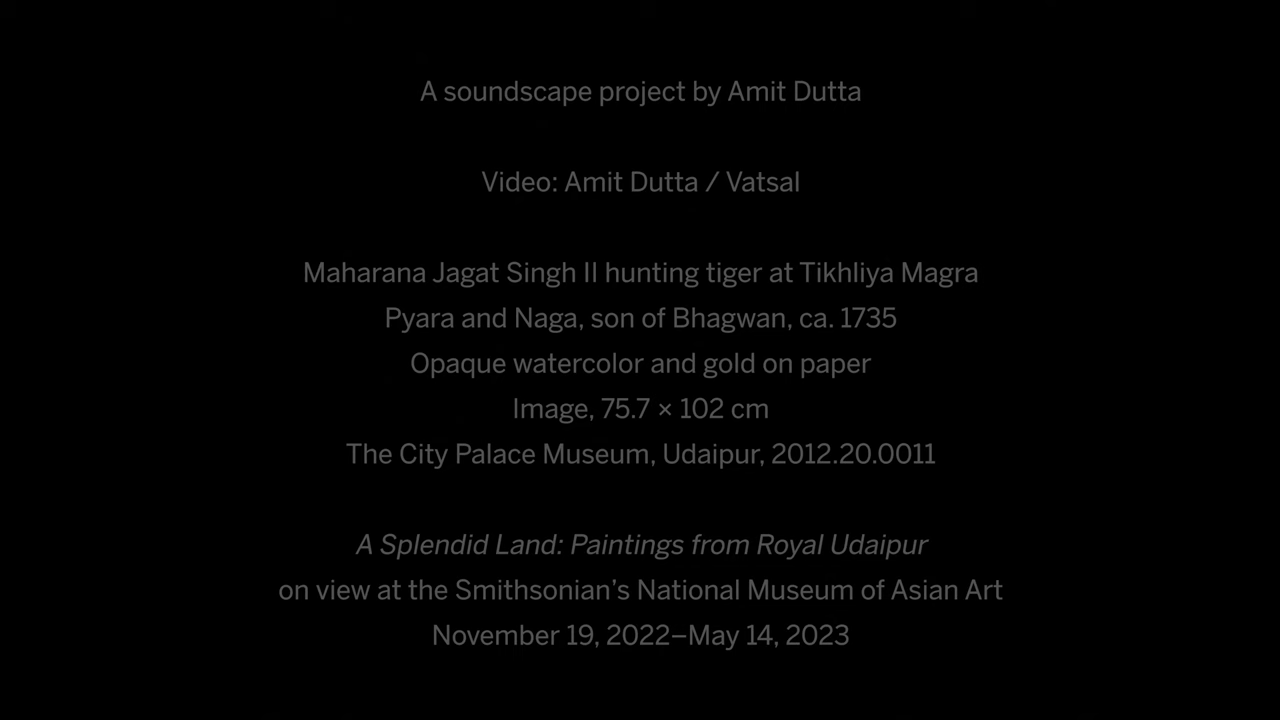 A soundscape project by Amit Dutta
Video: Amit Dutta / Vatsal
Maharana Jagat Singh II hunting tiger at Tikhliya Magra
Pyara and Naga, son of Bhagwan, ca. 1735
Opaque watercolor and gold on paper
Image, 75.7 × 102 cm
The City Palace Museum, Udaipur, 2012.20.0011
A Splendid Land: Paintings from Royal Udaipur
on view at the Smithsonian’s National Museum of Asian Art
November 19, 2022–May 14, 2023